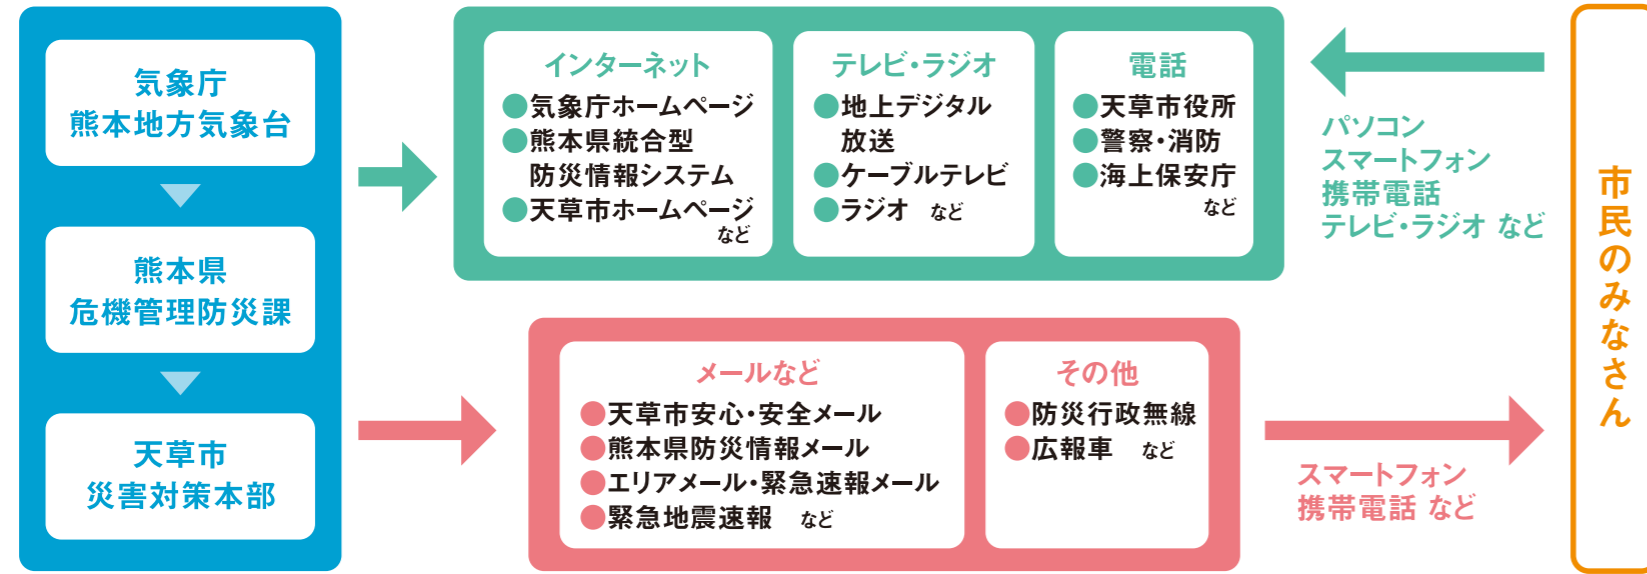 気象庁
熊本地方気象台
熊本県
危機管理防災課
天草市
災害対策本部
インターネット
●気象庁ホームページ
●熊本県統合型
防災情報システム
●天草市ホームページ
など
テレビ・ラジオ
●地上デジタル
放送
●ケーブルテレビ
●ラジオ など
電話
●天草市役所
●警察・消防
●海上保安庁
など
パソコン
スマートフォン
携帯電話
テレビ・ラジオ など
メールなど
●天草市安心・安全メール
●熊本県防災情報メール
●エリアメール・緊急速報メール
●緊急地震速報 など
その他
●防災行政無線
●広報車 など
スマートフォン
携帯電話 など
市民のみなさん